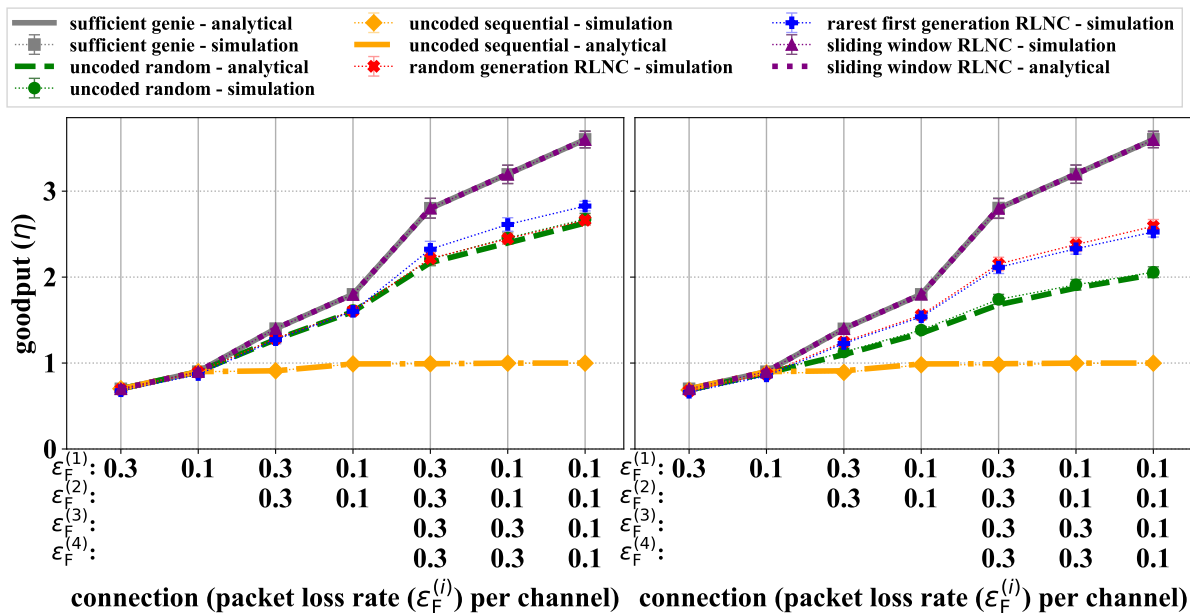 sufficient genie - analytical
sufficient genie - simulation
uncoded random - analytical
uncoded random - simulation
uncoded sequential - simulation
uncoded sequential - analytical
random generation RLNC - simulation
rarest first generation RLNC - simulation
sliding window RLNC - simulation
sliding window RLNC - analytical
goodput (η)
3
2
1
0
ε_F^(1): 0.3 0.1 0.3 0.1 0.3 0.1 0.1
ε_F^(2): 0.3 0.1 0.3 0.1 0.1
ε_F^(3): 0.3 0.3 0.1
ε_F^(4): 0.3 0.3 0.1
connection (packet loss rate (ε_F^(i)) per channel)
ε_F^(1): 0.3 0.1 0.3 0.1 0.3 0.1 0.1
ε_F^(2): 0.3 0.1 0.3 0.1 0.1
ε_F^(3): 0.3 0.3 0.1
ε_F^(4): 0.3 0.3 0.1
connection (packet loss rate (ε_F^(i)) per channel)